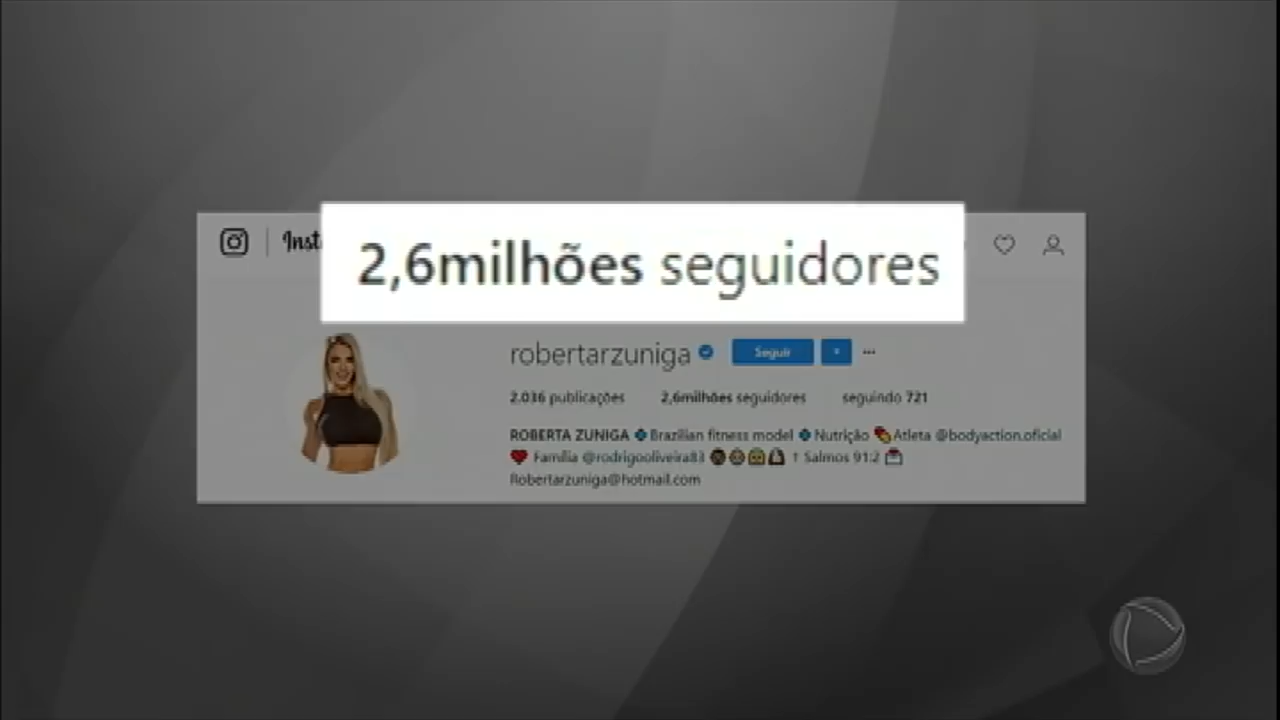 Inst
2,6milhões seguidores
robertarzuniga Seguir
2.036 publicações 2,6milhões seguidores seguindo 721
ROBERTA ZUNIGA Brazilian fitness model Nutrição Atleta @bodyaction.oficial
Família @rodrigooliveira83 † Salmos 91:2
Robertarzuniga@hotmail.com